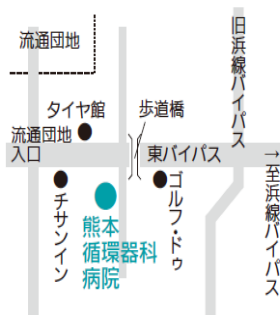 流通団地
旧浜線バイパス
タイヤ館
歩道橋
流通団地
入口
東バイパス
→至浜線バイパス
チサンイン
熊本
循環器科
病院
ゴルフ・ドゥ